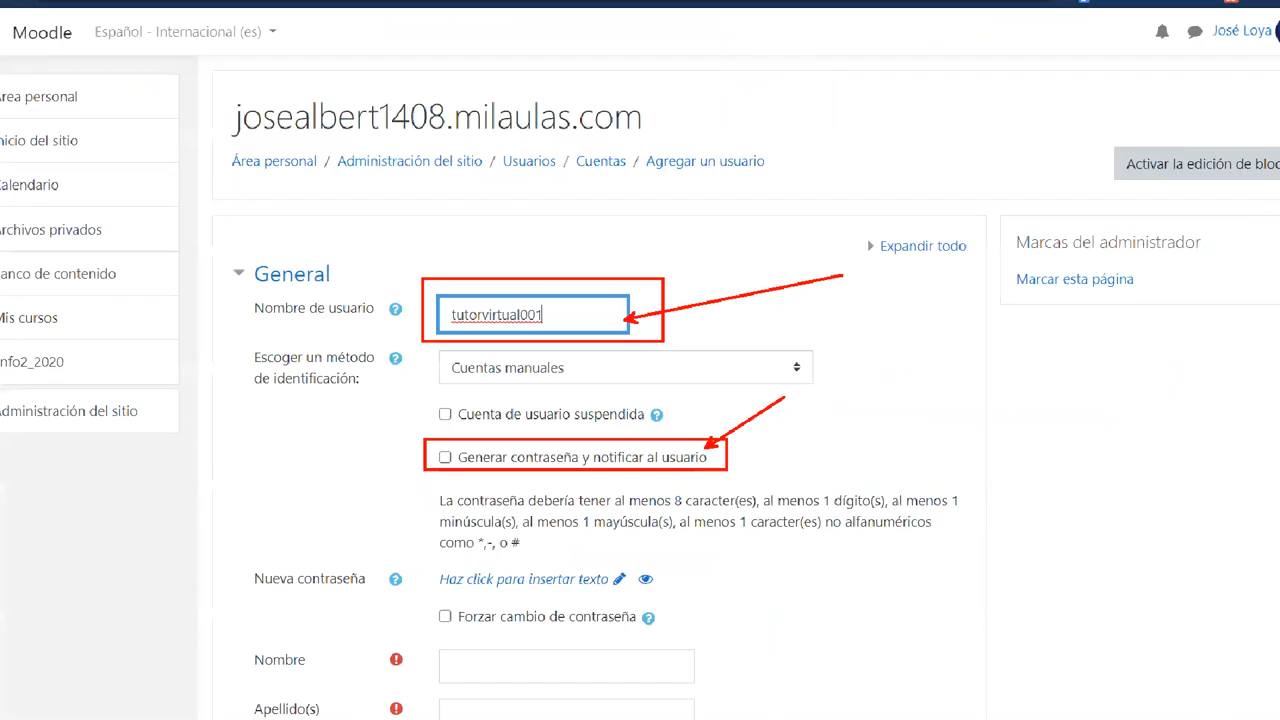 Moodle Español - Internacional (es) José Loya
rea personal
nicio del sitio
alendario
rchivos privados
anco de contenido
Mis cursos
nfo2_2020
dministración del sitio
josealbert1408.milaulas.com
Área personal / Administración del sitio / Usuarios / Cuentas / Agregar un usuario
Activar la edición de bloc
Expandir todo
General
Nombre de usuario
tutorvirtual001
Escoger un método
de identificación:
Cuentas manuales
Cuenta de usuario suspendida
Generar contraseña y notificar al usuario
La contraseña debería tener al menos 8 caracter(es), al menos 1 dígito(s), al menos 1
minúscula(s), al menos 1 mayúscula(s), al menos 1 caracter(es) no alfanuméricos
como *,-, o #
Nueva contraseña
Haz click para insertar texto
Forzar cambio de contraseña
Nombre
Apellido(s)
Marcas del administrador
Marcar esta página